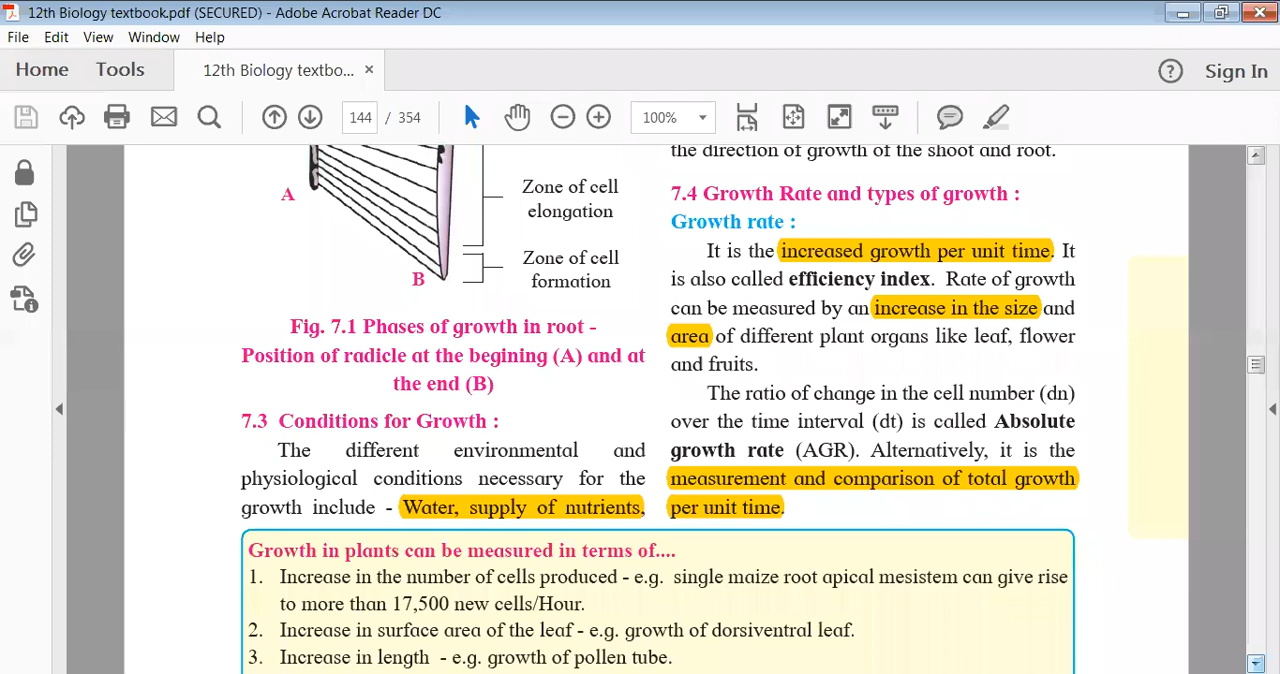 12th Biology textbook.pdf (SECURED) - Adobe Acrobat Reader DC
File Edit View Window Help
Home Tools 12th Biology textbo... × ? Sign In
144 / 354 100%
A
Zone of cell
elongation
Zone of cell
formation
B
Fig. 7.1 Phases of growth in root -
Position of radicle at the begining (A) and at
the end (B)
7.3 Conditions for Growth :
The different environmental and
physiological conditions necessary for the
growth include - Water, supply of nutrients,
the direction of growth of the shoot and root.
7.4 Growth Rate and types of growth :
Growth rate :
It is the increased growth per unit time. It
is also called efficiency index. Rate of growth
can be measured by an increase in the size and
area of different plant organs like leaf, flower
and fruits.
The ratio of change in the cell number (dn)
over the time interval (dt) is called Absolute
growth rate (AGR). Alternatively, it is the
measurement and comparison of total growth
per unit time.
Growth in plants can be measured in terms of....
1. Increase in the number of cells produced - e.g. single maize root apical mesistem can give rise
to more than 17,500 new cells/Hour.
2. Increase in surface area of the leaf - e.g. growth of dorsiventral leaf.
3. Increase in length - e.g. growth of pollen tube.